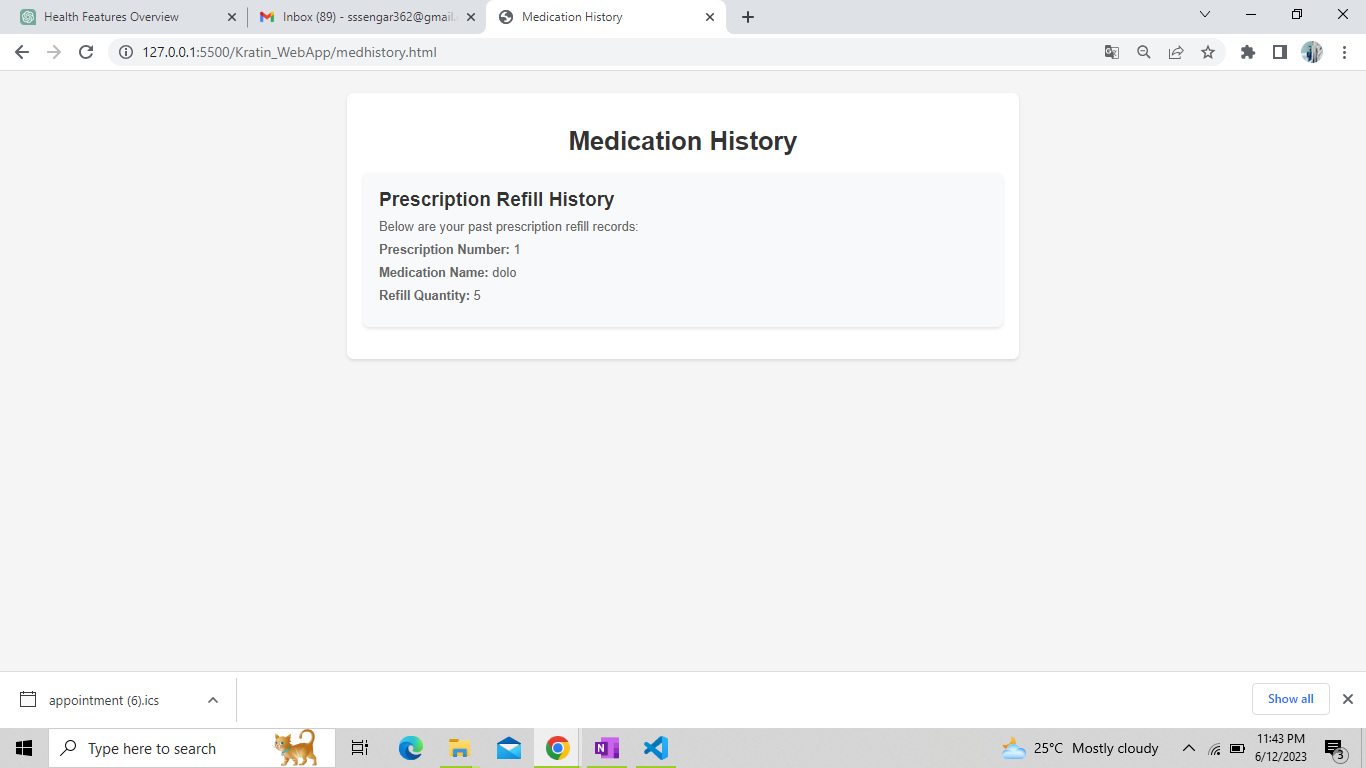 Health Features Overview
Inbox (89) - sssengar362@gmail.
Medication History
127.0.0.1:5500/Kratin_WebApp/medhistory.html
Medication History
Prescription Refill History
Below are your past prescription refill records:
Prescription Number: 1
Medication Name: dolo
Refill Quantity: 5
appointment (6).ics
Show all
Type here to search
N
25°C Mostly cloudy
11:43 PM
6/12/2023
3